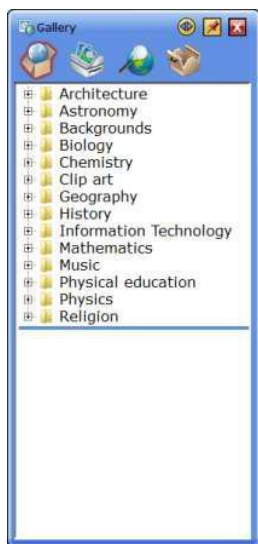 Gallery
Architecture
Astronomy
Backgrounds
Biology
Chemistry
Clip art
Geography
History
Information Technology
Mathematics
Music
Physical education
Physics
Religion